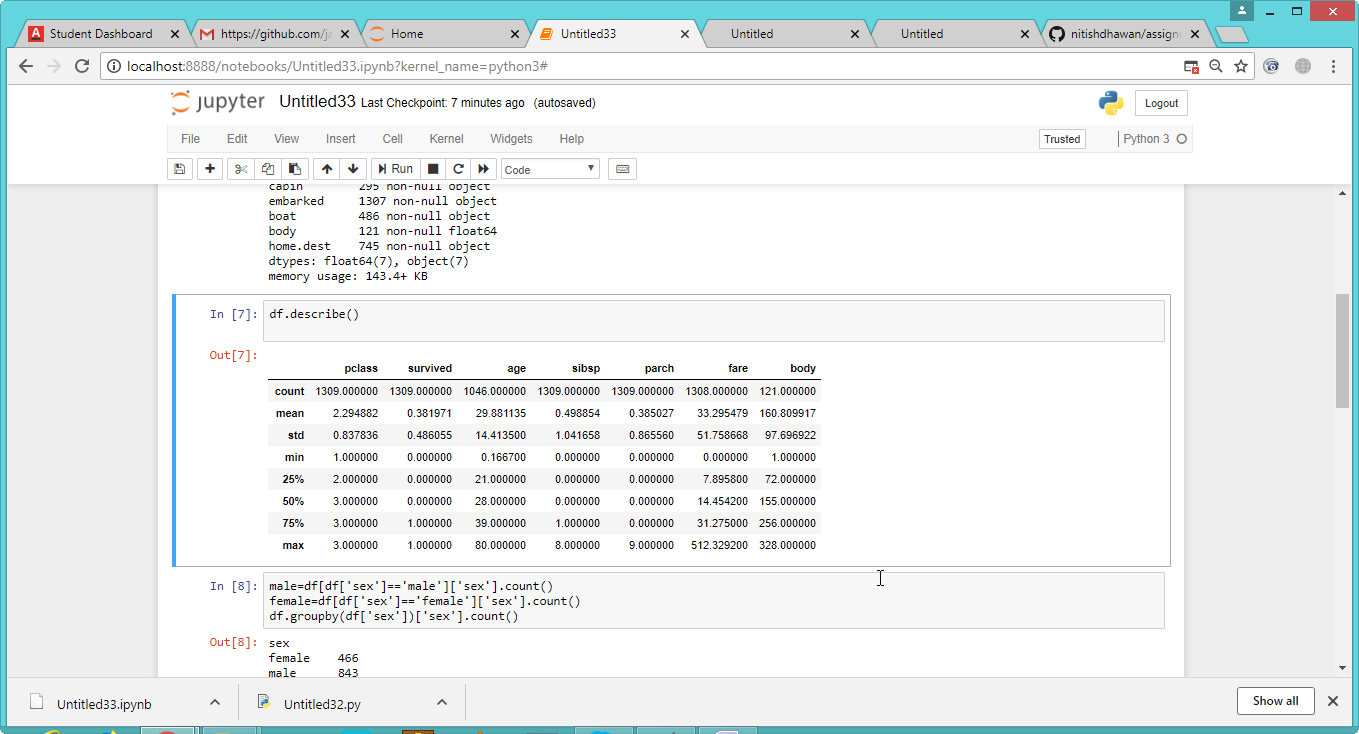 Student Dashboard
https://github.com/ja
Home
Untitled33
Untitled
Untitled
nitishdhawan/assignm
localhost:8888/notebooks/Untitled33.ipynb?kernel_name=python3#
jupyter Untitled33 Last Checkpoint: 7 minutes ago (autosaved)
Logout
File Edit View Insert Cell Kernel Widgets Help
Trusted
Python 3
Run
Code
cabin 295 non-null object
embarked 1307 non-null object
boat 486 non-null object
body 121 non-null float64
home.dest 745 non-null object
dtypes: float64(7), object(7)
memory usage: 143.4+ KB
In [7]: df.describe()
Out[7]:
pclass survived age sibsp parch fare body
count 1309.000000 1309.000000 1046.000000 1309.000000 1309.000000 1308.000000 121.000000
mean 2.294882 0.381971 29.881135 0.498854 0.385027 33.295479 160.809917
std 0.837836 0.486055 14.413500 1.041658 0.865560 51.758668 97.696922
min 1.000000 0.000000 0.166700 0.000000 0.000000 0.000000 1.000000
25% 2.000000 0.000000 21.000000 0.000000 0.000000 7.895800 72.000000
50% 3.000000 0.000000 28.000000 0.000000 0.000000 14.454200 155.000000
75% 3.000000 1.000000 39.000000 1.000000 0.000000 31.275000 256.000000
max 3.000000 1.000000 80.000000 8.000000 9.000000 512.329200 328.000000
In [8]: male=df[df['sex']=='male']['sex'].count()
female=df[df['sex']=='female']['sex'].count()
df.groupby(df['sex'])['sex'].count()
Out[8]: sex
female 466
male 843
Untitled33.ipynb
Untitled32.py
Show all